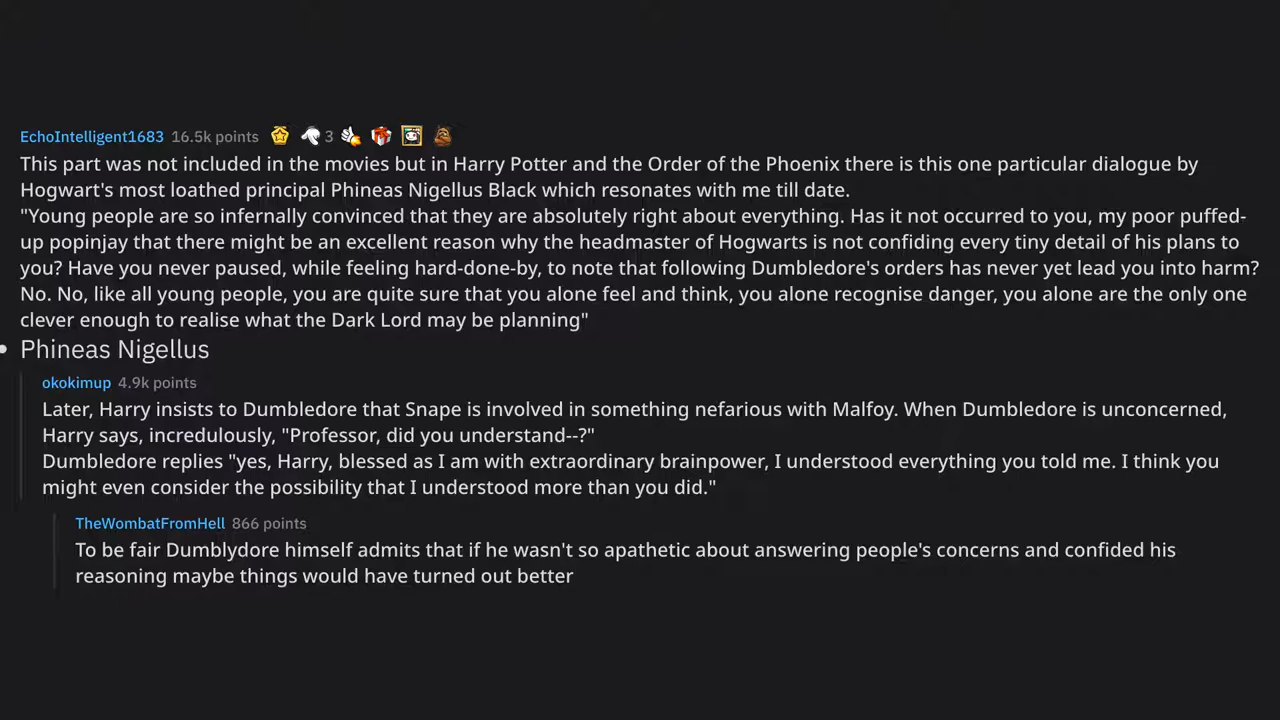 EchoIntelligent1683 16.5k points 3
This part was not included in the movies but in Harry Potter and the Order of the Phoenix there is this one particular dialogue by
Hogwart's most loathed principal Phineas Nigellus Black which resonates with me till date.
"Young people are so infernally convinced that they are absolutely right about everything. Has it not occurred to you, my poor puffed-
up popinjay that there might be an excellent reason why the headmaster of Hogwarts is not confiding every tiny detail of his plans to
you? Have you never paused, while feeling hard-done-by, to note that following Dumbledore's orders has never yet lead you into harm?
No. No, like all young people, you are quite sure that you alone feel and think, you alone recognise danger, you alone are the only one
clever enough to realise what the Dark Lord may be planning"
• Phineas Nigellus
okokimup 4.9k points
Later, Harry insists to Dumbledore that Snape is involved in something nefarious with Malfoy. When Dumbledore is unconcerned,
Harry says, incredulously, "Professor, did you understand--?"
Dumbledore replies "yes, Harry, blessed as I am with extraordinary brainpower, I understood everything you told me. I think you
might even consider the possibility that I understood more than you did."
TheWombatFromHell 866 points
To be fair Dumblydore himself admits that if he wasn't so apathetic about answering people's concerns and confided his
reasoning maybe things would have turned out better